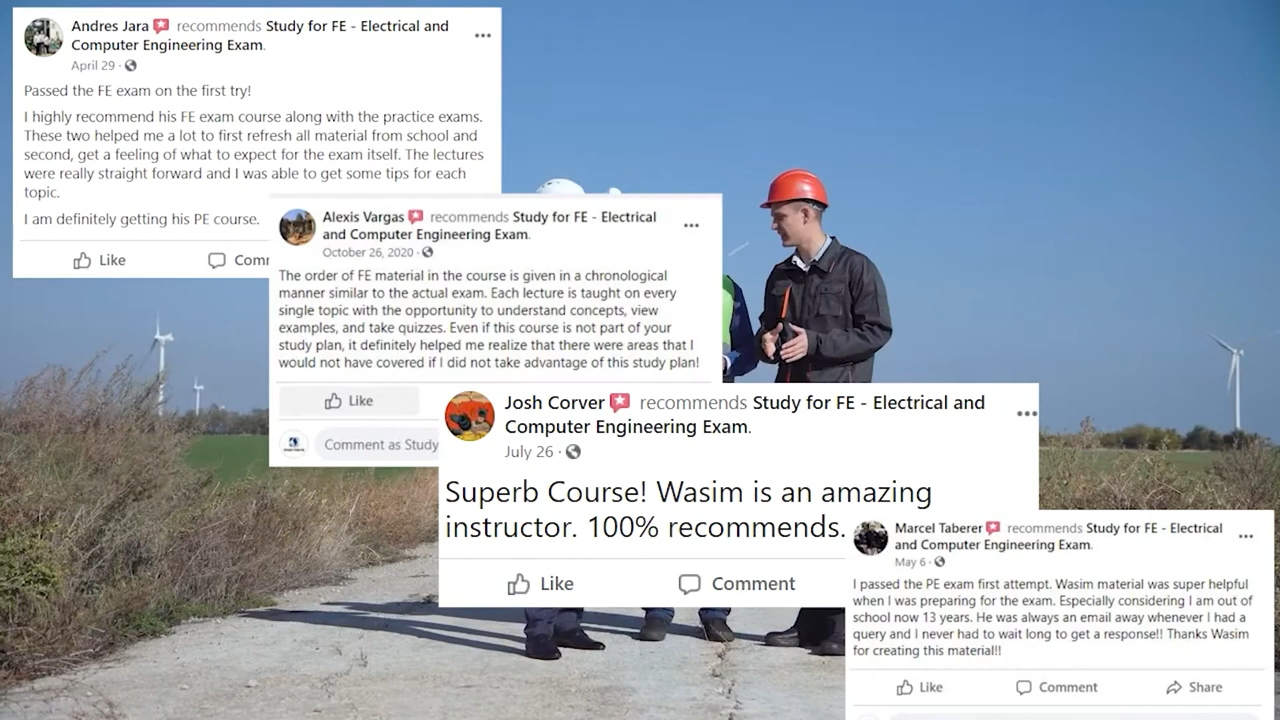 Andres Jara recommends Study for FE - Electrical and
Computer Engineering Exam.
April 29 ·
Passed the FE exam on the first try!
I highly recommend his FE exam course along with the practice exams.
These two helped me a lot to first refresh all material from school and
second, get a feeling of what to expect for the exam itself. The lectures
were really straight forward and I was able to get some tips for each
topic.
I am definitely getting his PE course.
Like
Comm
Alexis Vargas recommends Study for FE - Electrical
and Computer Engineering Exam.
October 26, 2020 ·
The order of FE material in the course is given in a chronological
manner similar to the actual exam. Each lecture is taught on every
single topic with the opportunity to understand concepts, view
examples, and take quizzes. Even if this course is not part of your
study plan, it definitely helped me realize that there were areas that I
would not have covered if I did not take advantage of this study plan!
Like
Comment as Study
Josh Corver recommends Study for FE - Electrical and
Computer Engineering Exam.
July 26 ·
Superb Course! Wasim is an amazing
instructor. 100% recommends.
Like Comment
Marcel Taberer recommends Study for FE - Electrical
and Computer Engineering Exam.
May 6 ·
I passed the PE exam first attempt. Wasim material was super helpful
when I was preparing for the exam. Especially considering I am out of
school now 13 years. He was always an email away whenever I had a
query and I never had to wait long to get a response!! Thanks Wasim
for creating this material!!
Like Comment Share